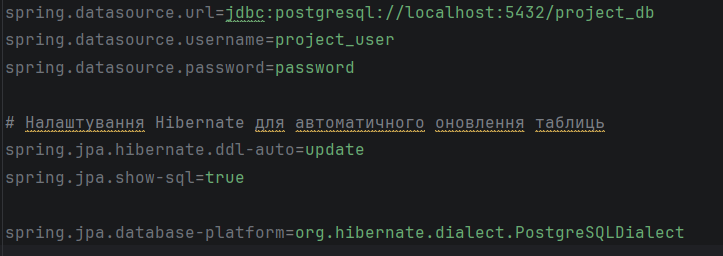 spring.datasource.url=jdbc:postgresql://localhost:5432/project_db
spring.datasource.username=project_user
spring.datasource.password=password
# Налаштування Hibernate для автоматичного оновлення таблиць
spring.jpa.hibernate.ddl-auto=update
spring.jpa.show-sql=true
spring.jpa.database-platform=org.hibernate.dialect.PostgreSQLDialect